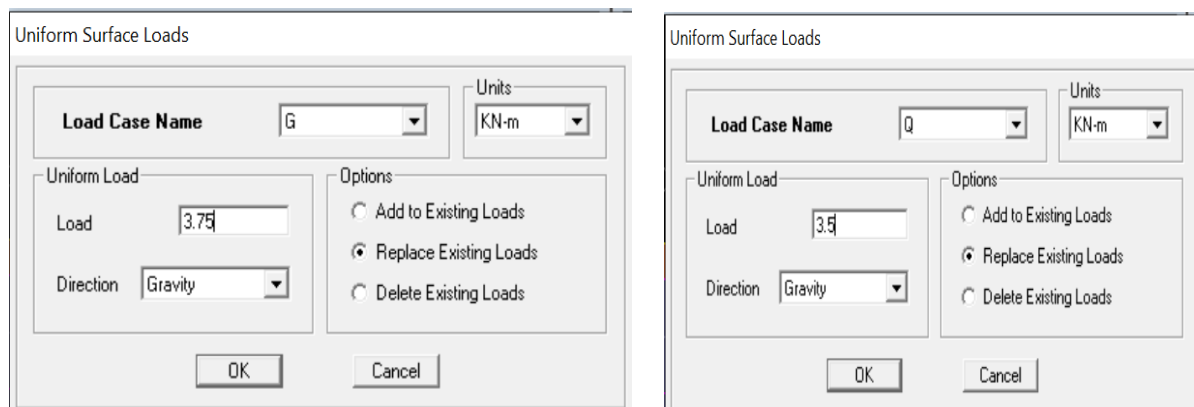 Uniform Surface Loads
Units
Load Case Name G KN-m
Uniform Load Options
Load 3.75 Add to Existing Loads
Replace Existing Loads
Direction Gravity Delete Existing Loads
OK Cancel
Uniform Surface Loads
Units
Load Case Name Q KN-m
Uniform Load Options
Load 3.5 Add to Existing Loads
Replace Existing Loads
Direction Gravity Delete Existing Loads
OK Cancel